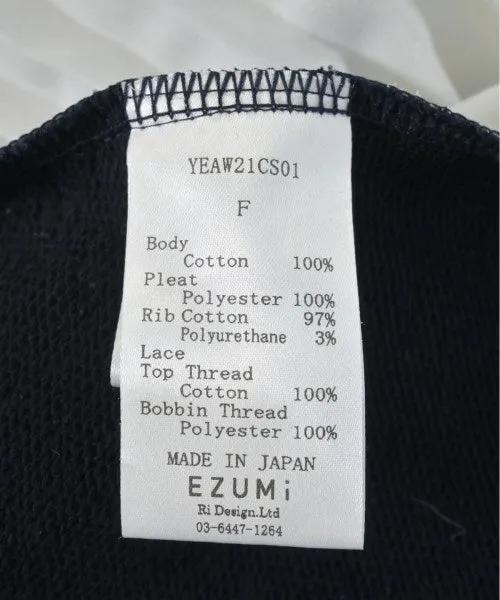 YEAW21CS01
F
Body
Cotton 100%
Pleat
Polyester 100%
Rib Cotton 97%
Polyurethane 3%
Lace
Top Thread
Cotton 100%
Bobbin Thread
Polyester 100%
MADE IN JAPAN
EZUMi
Ri Design.Ltd
03-6447-1264